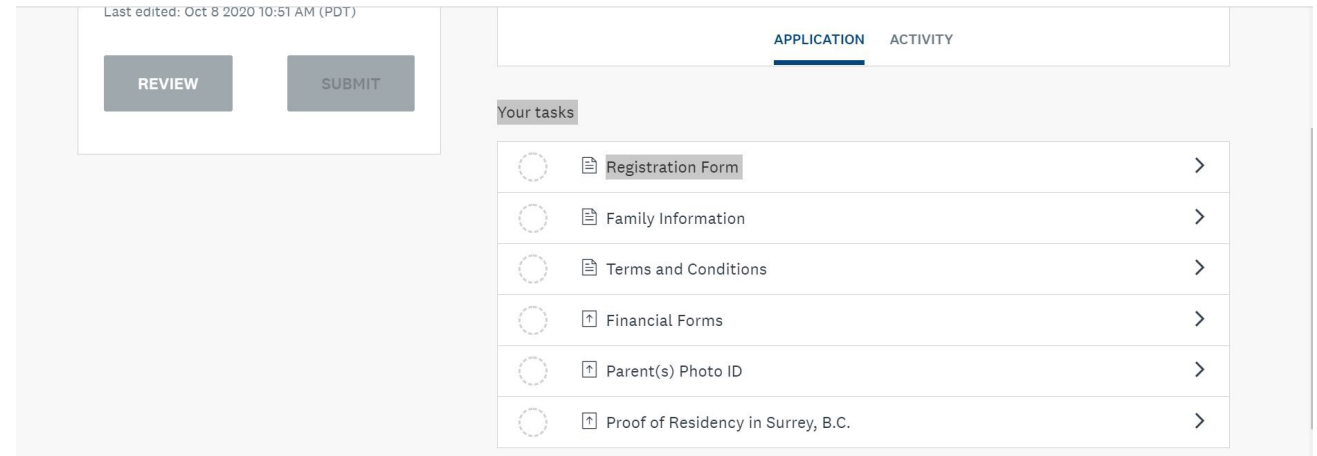 Last edited: Oct 8 2020 10:51 AM (PDT)
REVIEW
SUBMIT
APPLICATION
ACTIVITY
Your tasks
Registration Form
Family Information
Terms and Conditions
Financial Forms
Parent(s) Photo ID
Proof of Residency in Surrey, B.C.